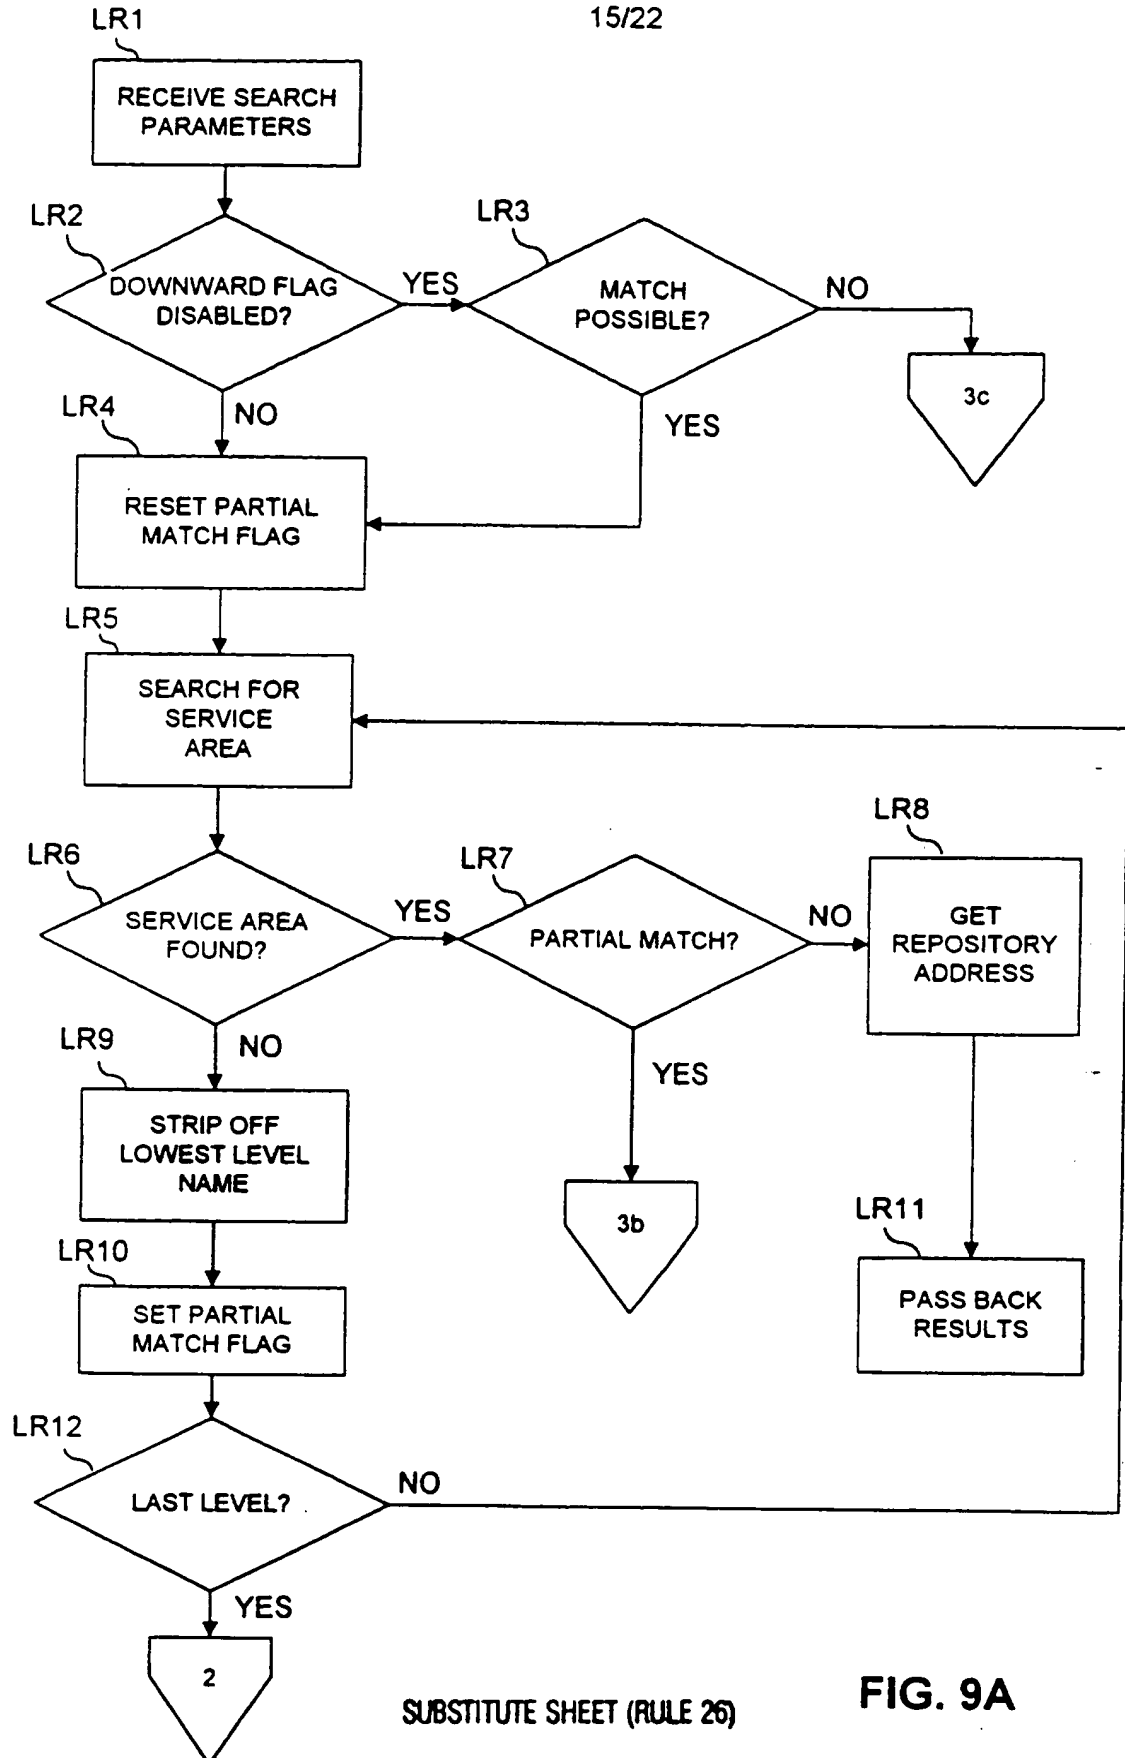 15/22
LR1
RECEIVE SEARCH
PARAMETERS
LR2
DOWNWARD FLAG
DISABLED?
YES
LR3
MATCH
POSSIBLE?
NO
3c
YES
NO
LR4
RESET PARTIAL
MATCH FLAG
LR5
SEARCH FOR
SERVICE
AREA
LR6
SERVICE AREA
FOUND?
YES
LR7
PARTIAL MATCH?
NO
LR8
GET
REPOSITORY
ADDRESS
NO
YES
LR9
STRIP OFF
LOWEST LEVEL
NAME
3b
LR11
PASS BACK
RESULTS
LR10
SET PARTIAL
MATCH FLAG
LR12
LAST LEVEL?
NO
YES
2
SUBSTITUTE SHEET (RULE 26)
FIG. 9A